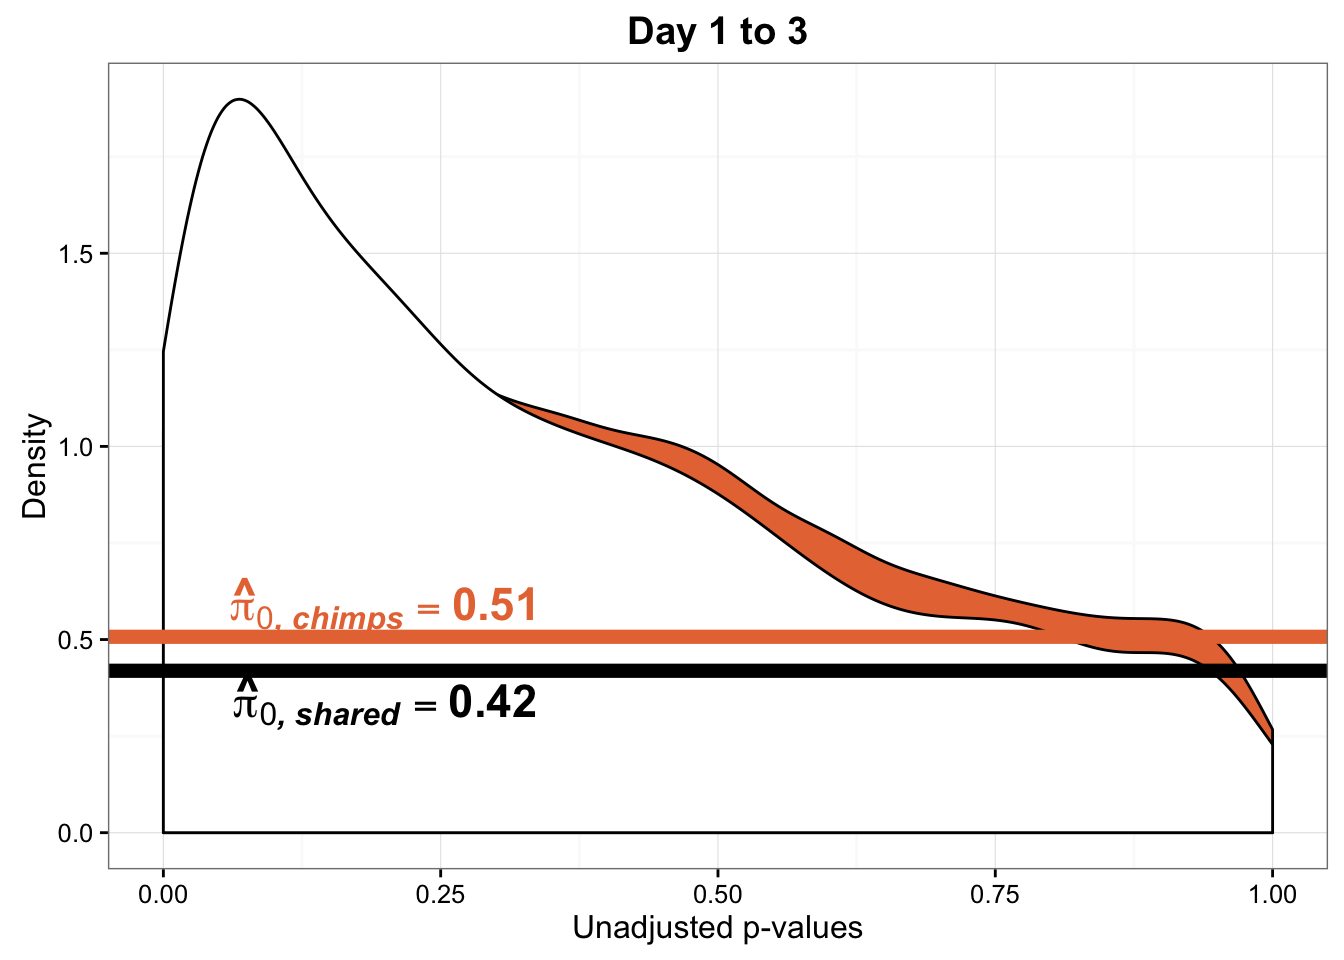 Day 1 to 3
Density
1.5
1.0
0.5
0.0
π̂0, chimps = 0.51
π̂0, shared = 0.42
0.00 0.25 0.50 0.75 1.00
Unadjusted p-values